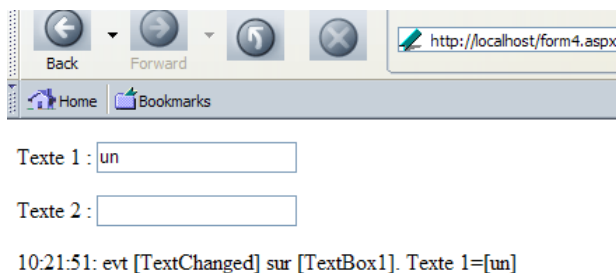 Back Forward http://localhost/form4.aspx
Home Bookmarks
Texte 1 : un
Texte 2 :
10:21:51: evt [TextChanged] sur [TextBox1]. Texte 1=[un]